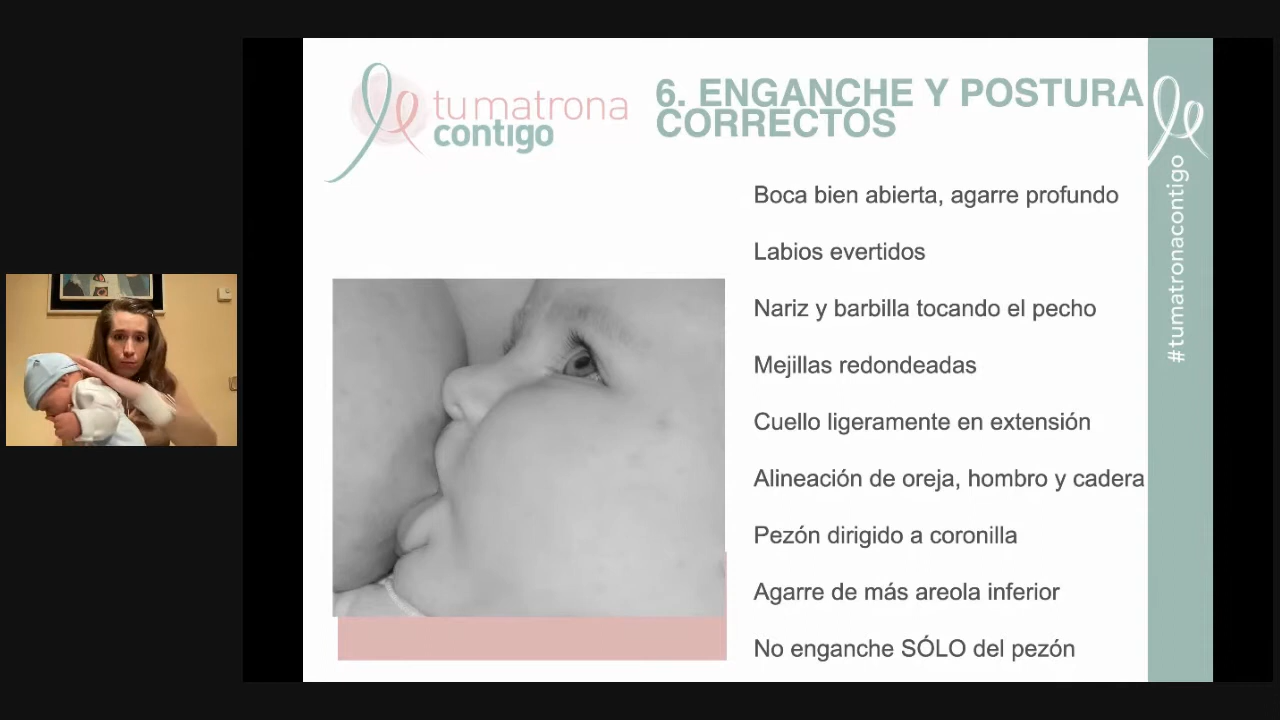 tumatrona
contigo
6. ENGANCHE Y POSTURA
CORRECTOS
Boca bien abierta, agarre profundo
Labios evertidos
Nariz y barbilla tocando el pecho
Mejillas redondeadas
Cuello ligeramente en extensión
Alineación de oreja, hombro y cadera
Pezón dirigido a coronilla
Agarre de más areola inferior
No enganche SÓLO del pezón
#tumatronacontigo